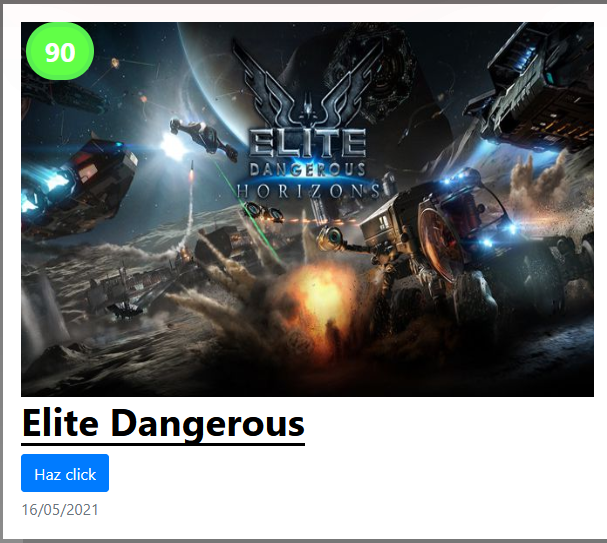 90
ELITE
DANGEROUS
HORIZONS
Elite Dangerous
Haz click
16/05/2021